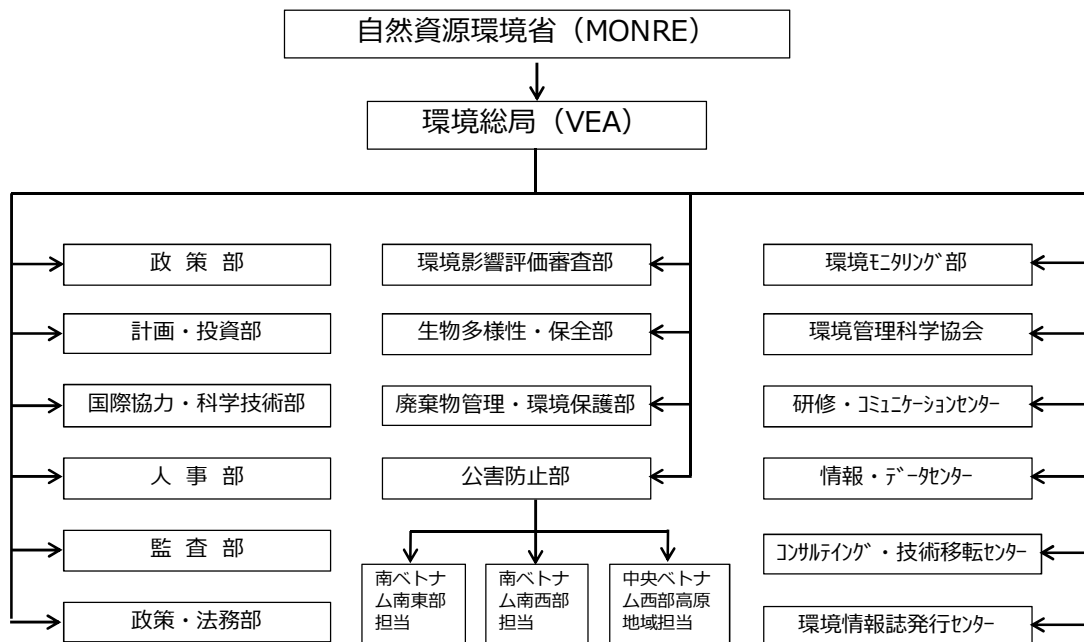 自然資源環境省（MONRE）
環境総局（VEA）
政 策 部
計画・投資部
国際協力・科学技術部
人 事 部
監 査 部
政策・法務部
環境影響評価審査部
生物多様性・保全部
廃棄物管理・環境保護部
公害防止部
南ベトナ
ム南東部
担当
南ベトナ
ム南西部
担当
中央ベトナ
ム西部高原
地域担当
環境ﾓﾆﾀﾘﾝｸﾞ部
環境管理科学協会
研修・ｺﾐｭﾆｹｰｼｮﾝｾﾝﾀｰ
情報・ﾃﾞｰﾀｾﾝﾀｰ
ｺﾝｻﾙﾃｲﾝｸﾞ・技術移転ｾﾝﾀｰ
環境情報誌発行ｾﾝﾀｰ